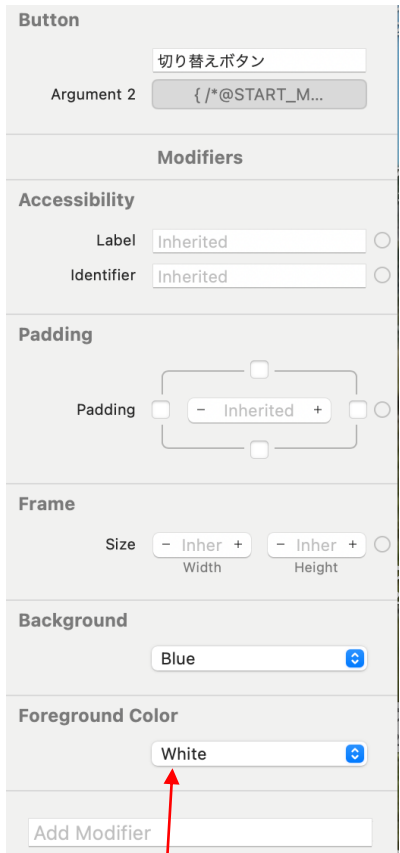 Button
切り替えボタン
Argument 2
{ /*@START_M...
Modifiers
Accessibility
Label
Inherited
Identifier
Inherited
Padding
Padding
− Inherited +
Frame
Size
− Inher +
− Inher +
Width
Height
Background
Blue
Foreground Color
White
Add Modifier